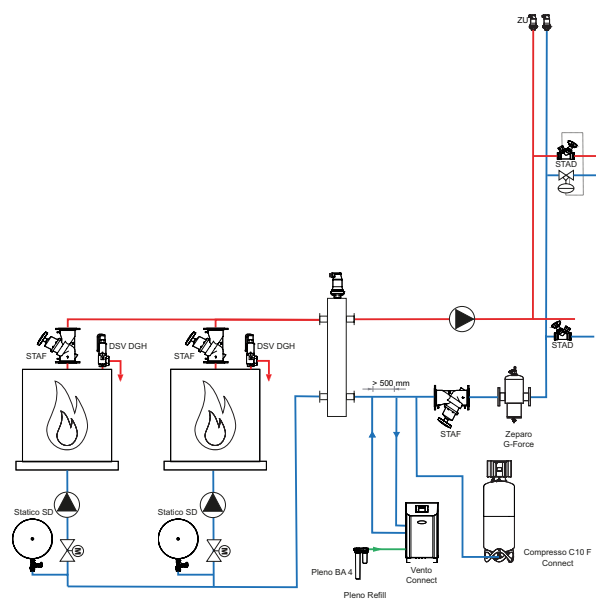 ZU
STAD
STAD
DSV DGH
DSV DGH
STAF
STAF
> 500 mm
STAF
Zeparo
G-Force
Statico SD
Statico SD
M
M
Pleno BA 4
Vento
Connect
Compresso C10 F
Connect
Pleno Refill